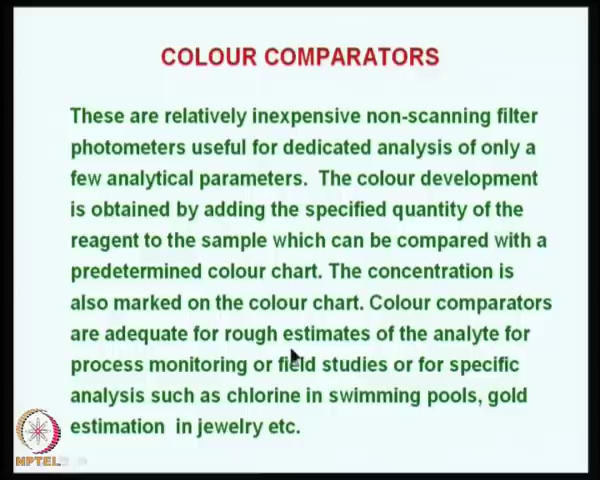 COLOUR COMPARATORS
These are relatively inexpensive non-scanning filter
photometers useful for dedicated analysis of only a
few analytical parameters. The colour development
is obtained by adding the specified quantity of the
reagent to the sample which can be compared with a
predetermined colour chart. The concentration is
also marked on the colour chart. Colour comparators
are adequate for rough estimates of the analyte for
process monitoring or field studies or for specific
analysis such as chlorine in swimming pools, gold
estimation in jewelry etc.
NPTEL